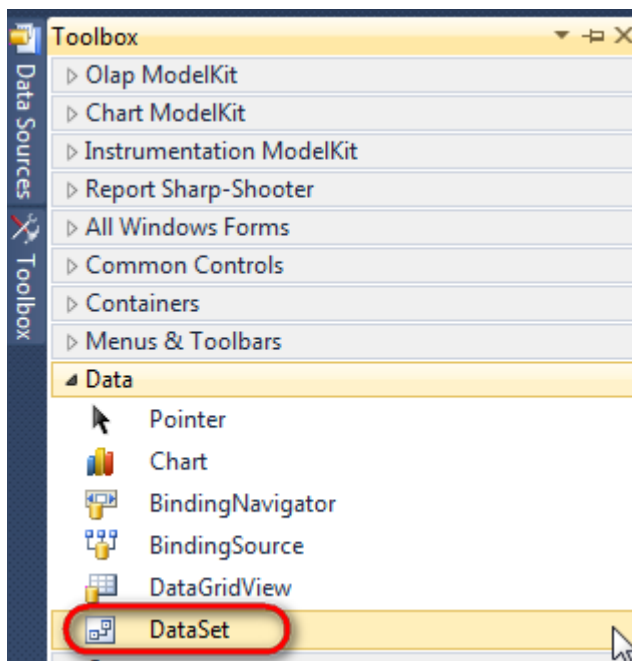 Toolbox
Data Sources
Toolbox
Olap ModelKit
Chart ModelKit
Instrumentation ModelKit
Report Sharp-Shooter
All Windows Forms
Common Controls
Containers
Menus & Toolbars
Data
Pointer
Chart
BindingNavigator
BindingSource
DataGridView
DataSet